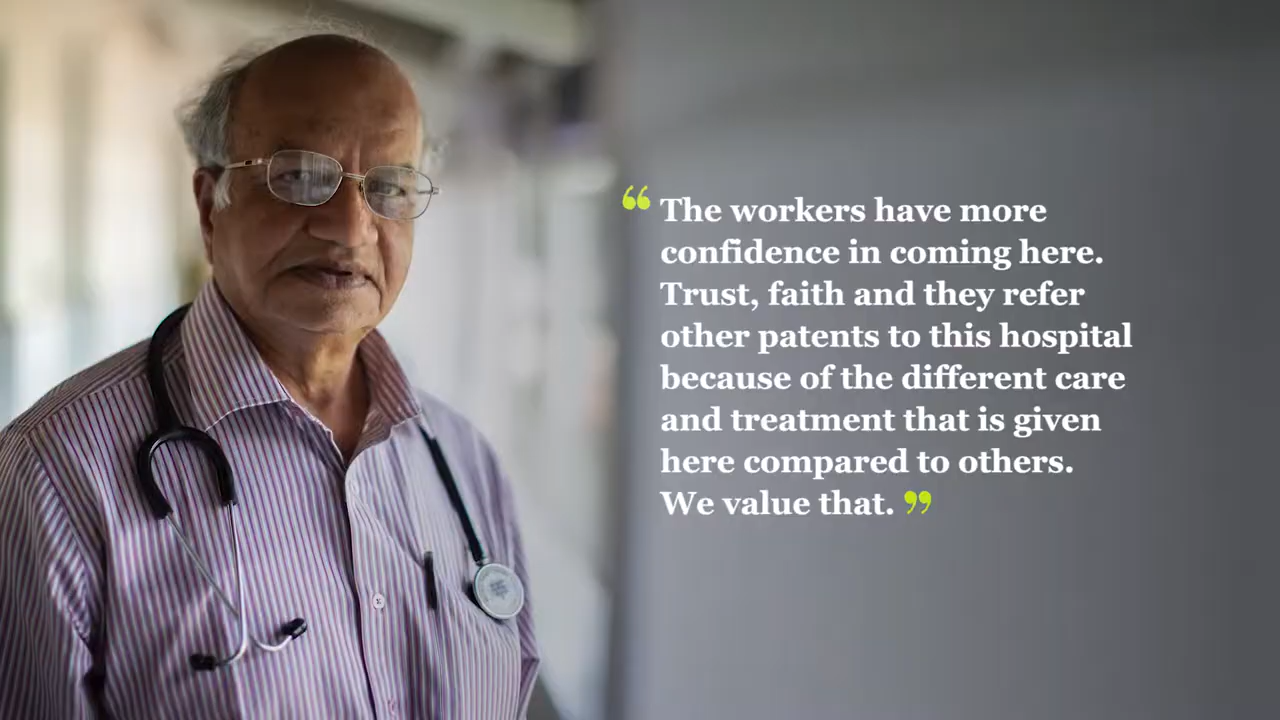 “ The workers have more
confidence in coming here.
Trust, faith and they refer
other patents to this hospital
because of the different care
and treatment that is given
here compared to others.
We value that. ”